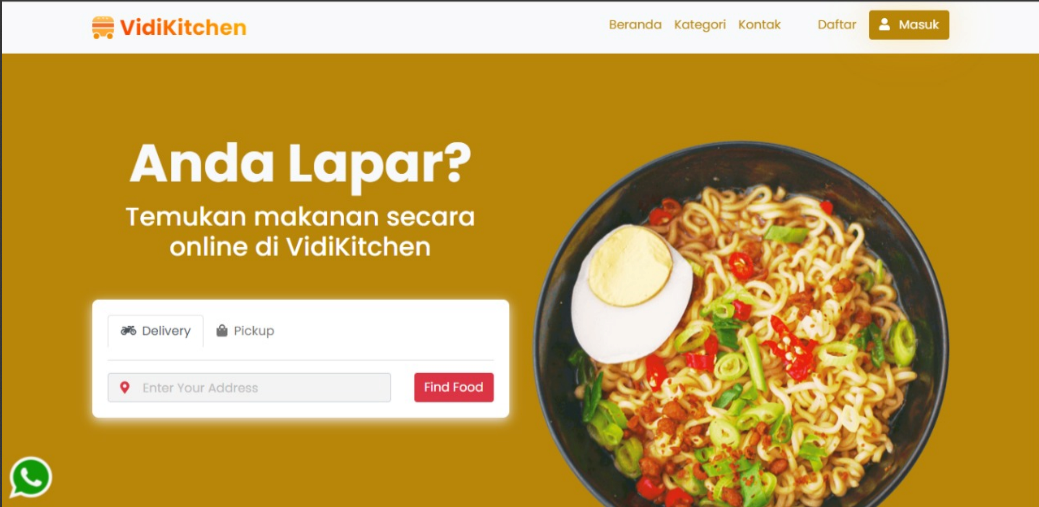 VidiKitchen
Beranda Kategori Kontak Daftar Masuk
Anda Lapar?
Temukan makanan secara
online di VidiKitchen
Delivery Pickup
Enter Your Address Find Food